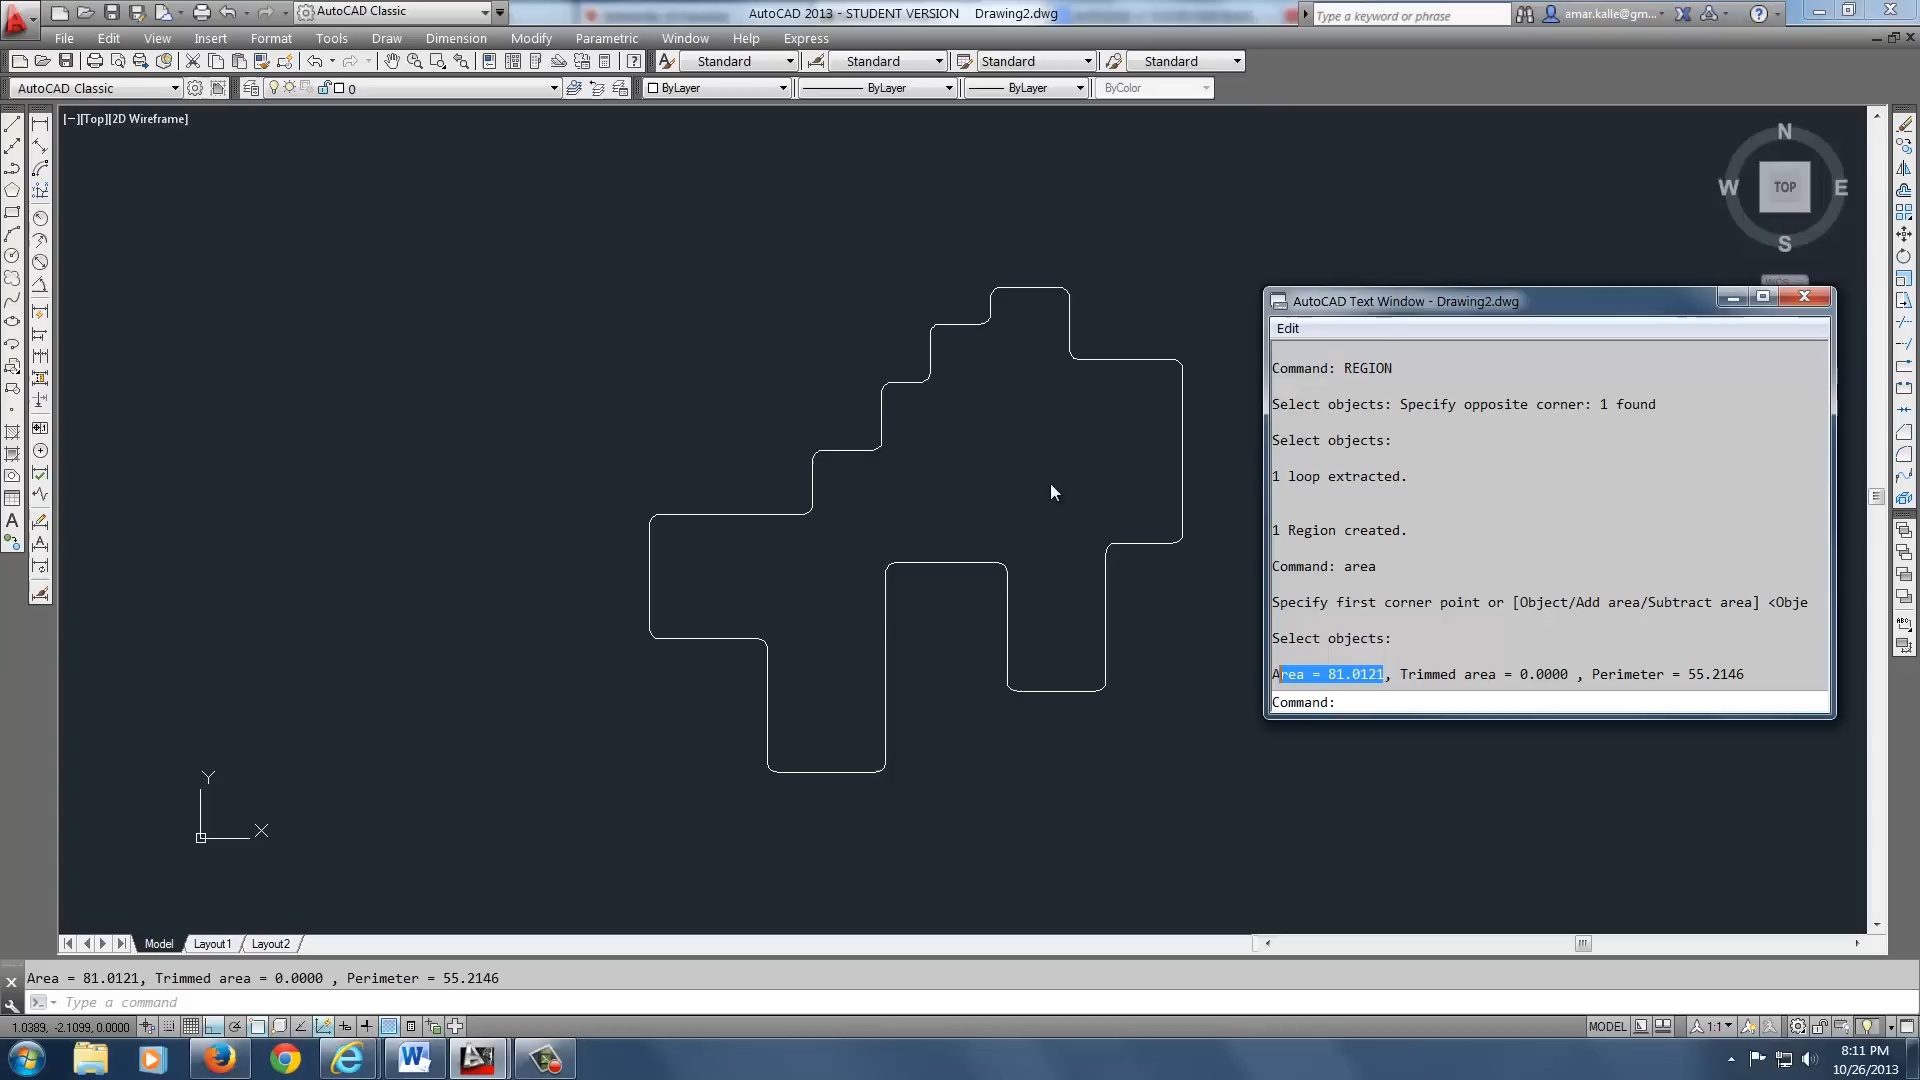 AutoCAD Classic
AutoCAD 2013 - STUDENT VERSION Drawing2.dwg
Type a keyword or phrase
amar.kalle@gm...
File Edit View Insert Format Tools Draw Dimension Modify Parametric Window Help Express
Standard Standard Standard Standard
AutoCAD Classic 0 ByLayer ByLayer ByLayer ByColor
[−][Top][2D Wireframe]
N
W TOP E
S
AutoCAD Text Window - Drawing2.dwg
Edit
Command: REGION
Select objects: Specify opposite corner: 1 found
Select objects:
1 loop extracted.
1 Region created.
Command: area
Specify first corner point or [Object/Add area/Subtract area] <Obje
Select objects:
Area = 81.0121, Trimmed area = 0.0000 , Perimeter = 55.2146
Command:
Y
X
Model Layout1 Layout2
Area = 81.0121, Trimmed area = 0.0000 , Perimeter = 55.2146
Type a command
1.0389, -2.1099, 0.0000
MODEL 1:1
8:11 PM
10/26/2013